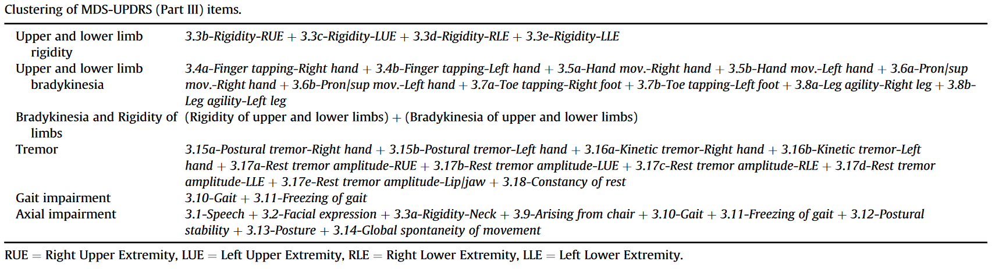 Clustering of MDS-UPDRS (Part III) items.
Upper and lower limb 3.3b-Rigidity-RUE + 3.3c-Rigidity-LUE + 3.3d-Rigidity-RLE + 3.3e-Rigidity-LLE
rigidity
Upper and lower limb 3.4a-Finger tapping-Right hand + 3.4b-Finger tapping-Left hand + 3.5a-Hand mov.-Right hand + 3.5b-Hand mov.-Left hand + 3.6a-Pron/sup
bradykinesia mov.-Right hand + 3.6b-Pron/sup mov.-Left hand + 3.7a-Toe tapping-Right foot + 3.7b-Toe tapping-Left foot + 3.8a-Leg agility-Right leg + 3.8b-
Leg agility-Left leg
Bradykinesia and Rigidity of (Rigidity of upper and lower limbs) + (Bradykinesia of upper and lower limbs)
limbs
Tremor 3.15a-Postural tremor-Right hand + 3.15b-Postural tremor-Left hand + 3.16a-Kinetic tremor-Right hand + 3.16b-Kinetic tremor-Left
hand + 3.17a-Rest tremor amplitude-RUE + 3.17b-Rest tremor amplitude-LUE + 3.17c-Rest tremor amplitude-RLE + 3.17d-Rest tremor
amplitude-LLE + 3.17e-Rest tremor amplitude-Lip/jaw + 3.18-Constancy of rest
Gait impairment 3.10-Gait + 3.11-Freezing of gait
Axial impairment 3.1-Speech + 3.2-Facial expression + 3.3a-Rigidity-Neck + 3.9-Arising from chair + 3.10-Gait + 3.11-Freezing of gait + 3.12-Postural
stability + 3.13-Posture + 3.14-Global spontaneity of movement
RUE = Right Upper Extremity, LUE = Left Upper Extremity, RLE = Right Lower Extremity, LLE = Left Lower Extremity.